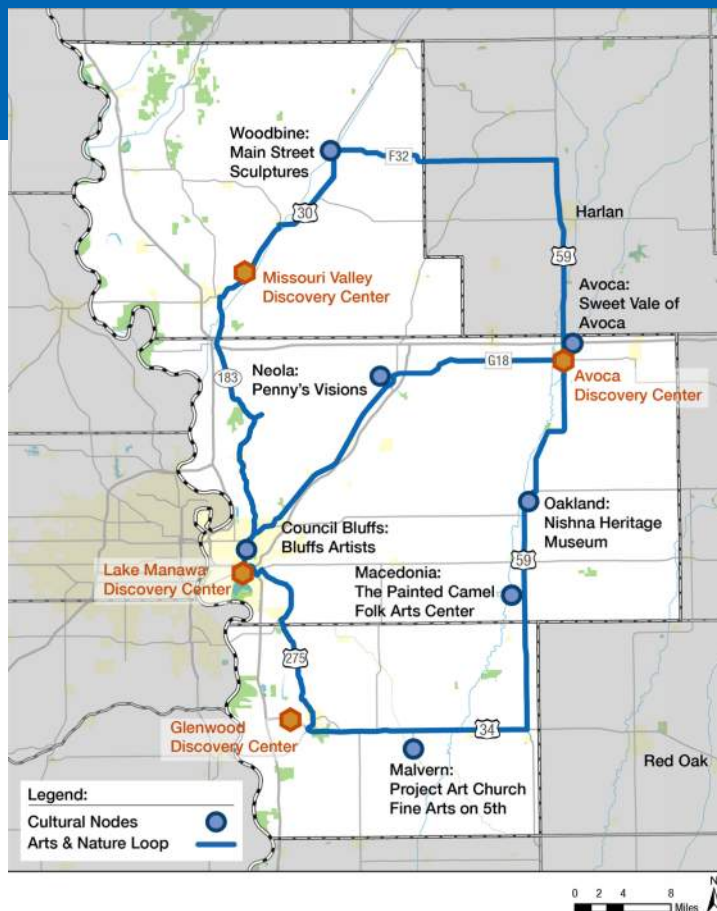 Woodbine:
Main Street
Sculptures
F32
30
Harlan
59
Missouri Valley
Discovery Center
Avoca:
Sweet Vale of
Avoca
183
Neola:
Penny's Visions
G18
Avoca
Discovery Center
Council Bluffs:
Bluffs Artists
Oakland:
Nishna Heritage
Museum
Lake Manawa
Discovery Center
59
Macedonia:
The Painted Camel
Folk Arts Center
275
Glenwood
Discovery Center
34
Malvern:
Project Art Church
Fine Arts on 5th
Red Oak
Legend:
Cultural Nodes
Arts & Nature Loop
N
0 2 4 8
Miles